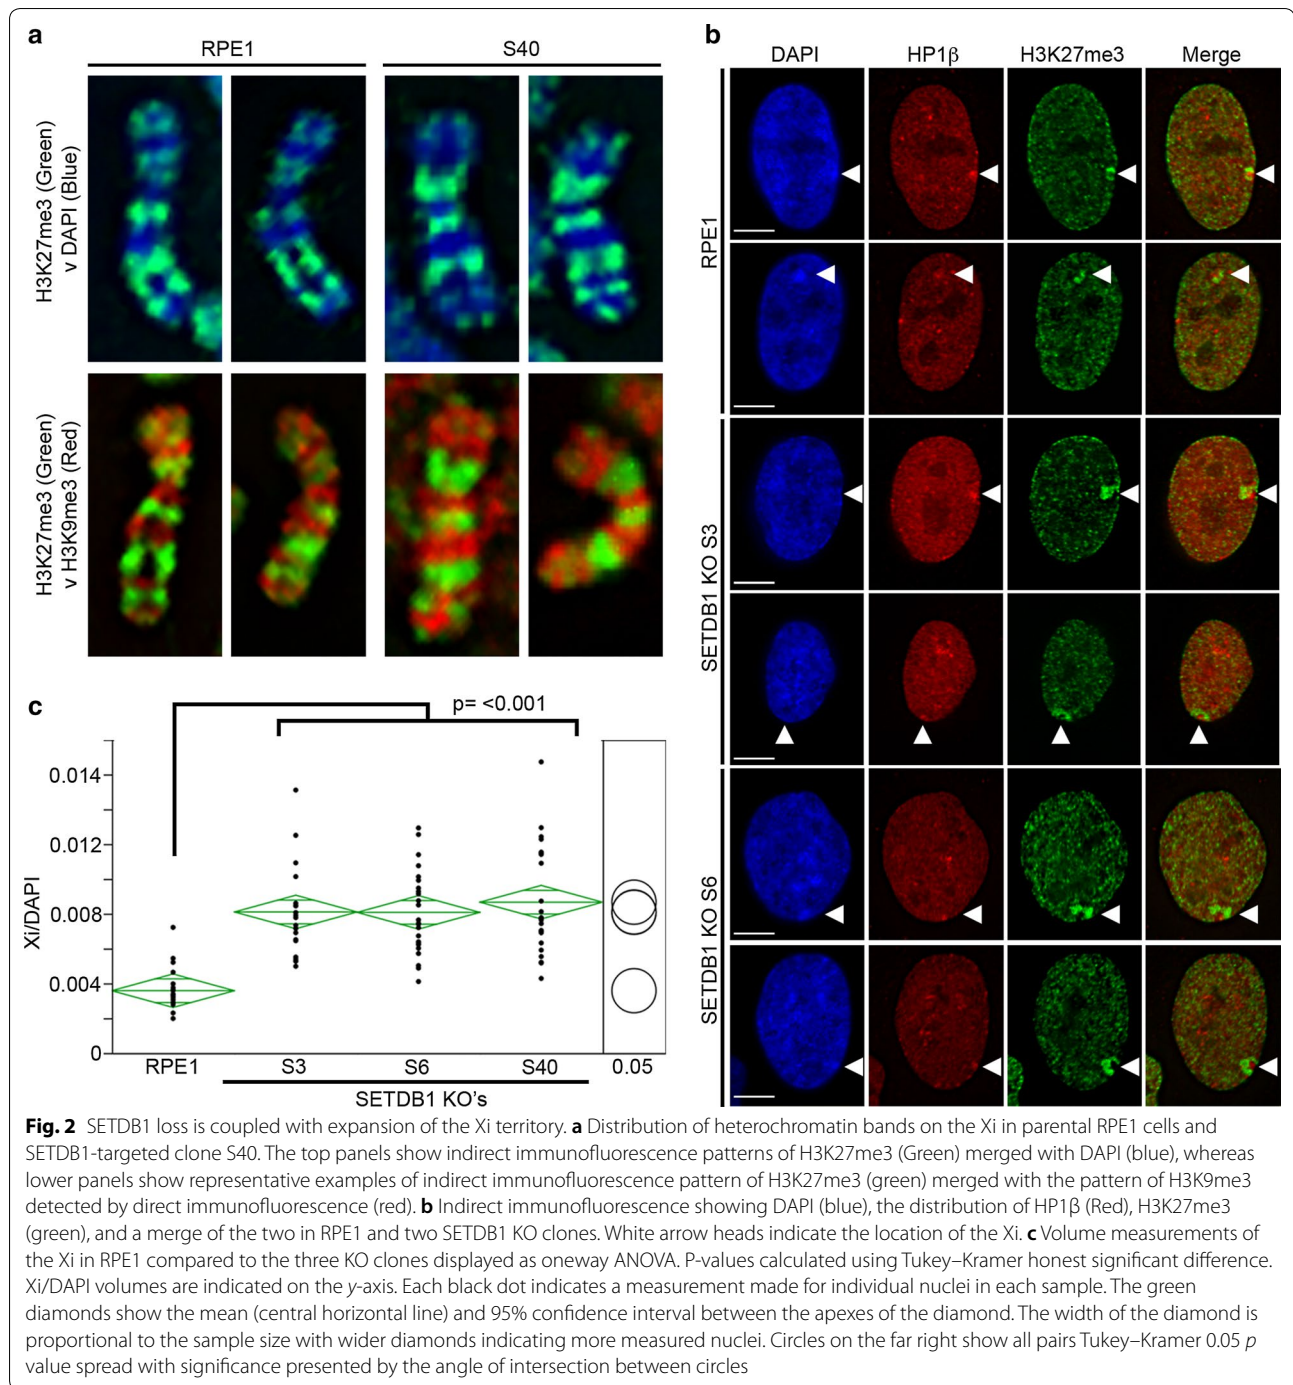 a
RPE1
S40
H3K27me3 (Green)
v DAPI (Blue)
H3K27me3 (Green)
v H3K9me3 (Red)
b
DAPI
HP1β
H3K27me3
Merge
RPE1
SETDB1 KO S3
SETDB1 KO S6
c
p= <0.001
Xi/DAPI
0.014
0.012
0.008
0.004
0
RPE1
S3
S6
S40
0.05
SETDB1 KO's
Fig. 2 SETDB1 loss is coupled with expansion of the Xi territory. a Distribution of heterochromatin bands on the Xi in parental RPE1 cells and
SETDB1-targeted clone S40. The top panels show indirect immunofluorescence patterns of H3K27me3 (Green) merged with DAPI (blue), whereas
lower panels show representative examples of indirect immunofluorescence pattern of H3K27me3 (green) merged with the pattern of H3K9me3
detected by direct immunofluorescence (red). b Indirect immunofluorescence showing DAPI (blue), the distribution of HP1β (Red), H3K27me3
(green), and a merge of the two in RPE1 and two SETDB1 KO clones. White arrow heads indicate the location of the Xi. c Volume measurements of
the Xi in RPE1 compared to the three KO clones displayed as oneway ANOVA. P-values calculated using Tukey–Kramer honest significant difference.
Xi/DAPI volumes are indicated on the y-axis. Each black dot indicates a measurement made for individual nuclei in each sample. The green
diamonds show the mean (central horizontal line) and 95% confidence interval between the apexes of the diamond. The width of the diamond is
proportional to the sample size with wider diamonds indicating more measured nuclei. Circles on the far right show all pairs Tukey–Kramer 0.05 p
value spread with significance presented by the angle of intersection between circles